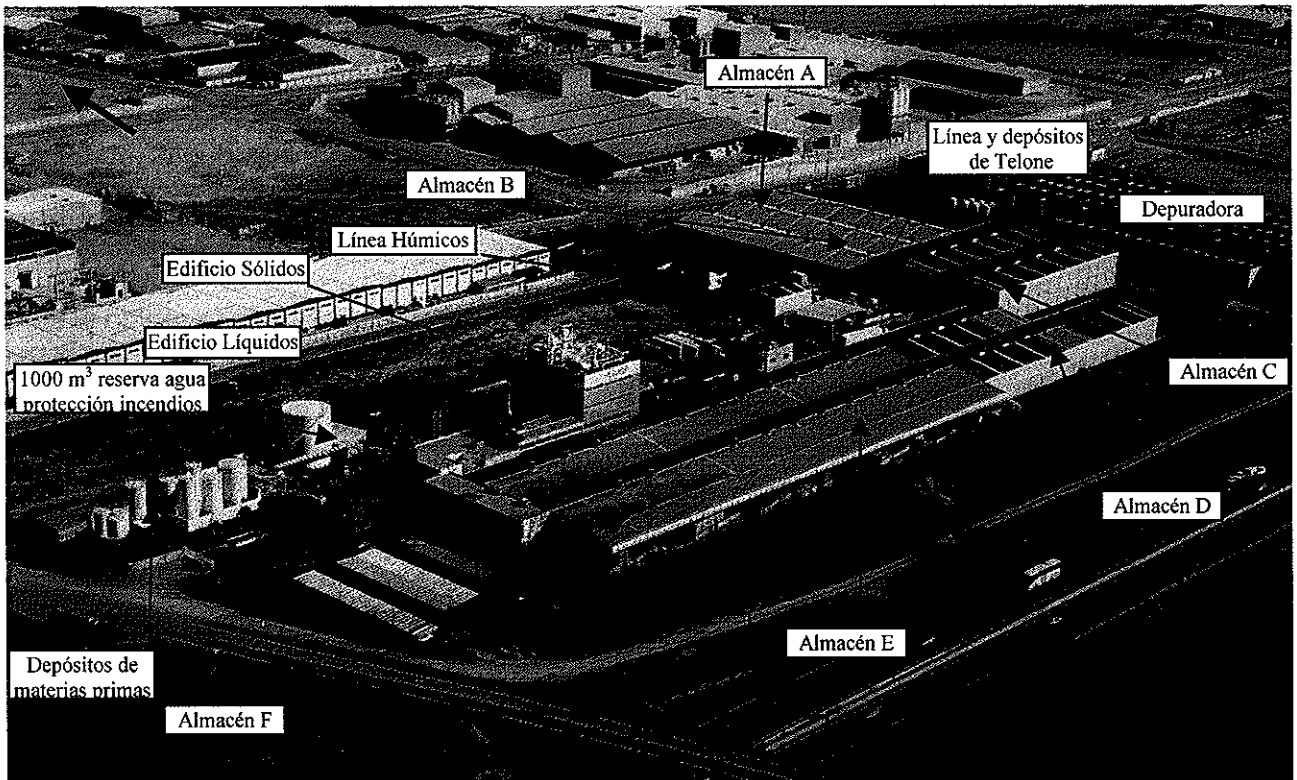 Almacén A
Línea y depósitos
de Telone
Almacén B
Depuradora
Línea Húmicos
Edificio Sólidos
Edificio Líquidos
1000 m³ reserva agua
protección incendios
Almacén C
Almacén D
Almacén E
Depósitos de
materias primas
Almacén F